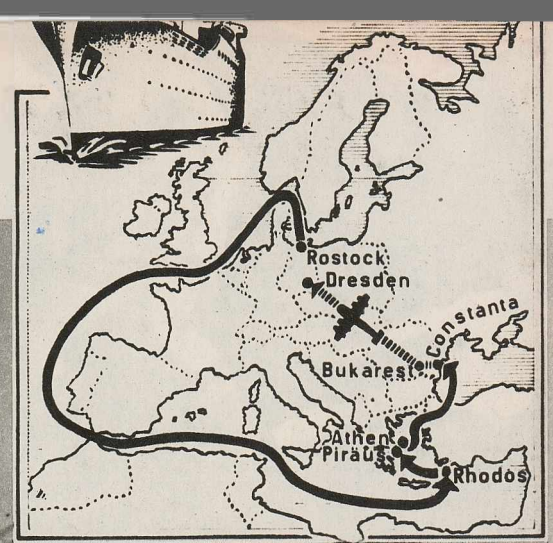 Rostock
Dresden
Constanta
Bukarest
Athen
Piräus
Rhodos